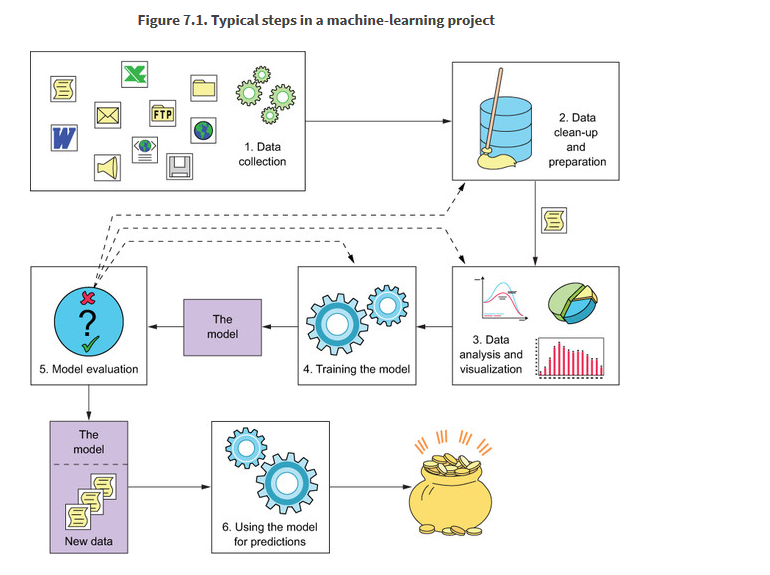 Figure 7.1. Typical steps in a machine-learning project
W
FTP
1. Data
collection
2. Data
clean-up
and
preparation
?
5. Model evaluation
The
model
4. Training the model
3. Data
analysis and
visualization
The
model
New data
6. Using the model
for predictions